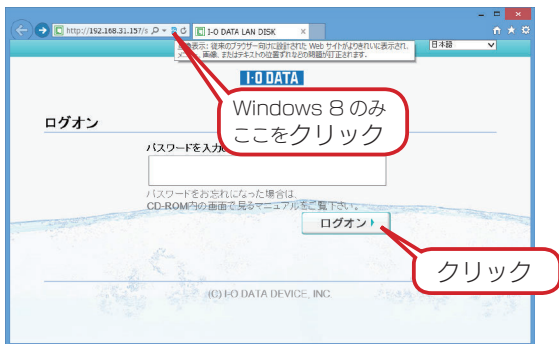 http://192.168.31.157/s
I-O DATA LAN DISK
互換表示: 従来のブラウザー向けに設計された Web サイトがよりきれいに表示され、
メニュー、画像、またはテキストの位置ずれなどの問題が訂正されます。
日本語
I-O DATA
Windows 8 のみ
ここをクリック
ログオン
パスワードを入力
パスワードをお忘れになった場合は、
CD-ROM内の画面で見るマニュアルをご覧下さい。
ログオン
クリック
(C) I-O DATA DEVICE, INC.